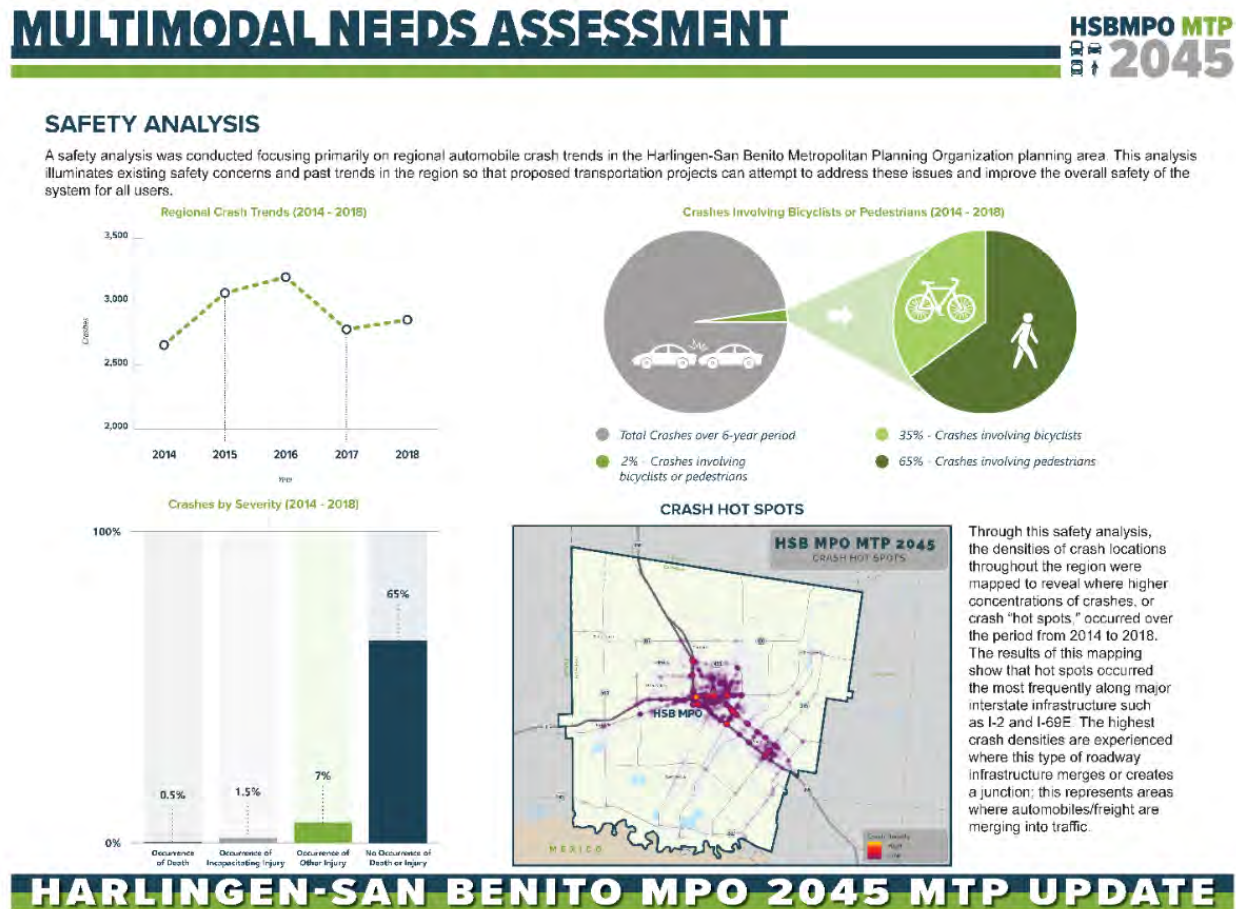 MULTIMODAL NEEDS ASSESSMENT
HSBMPO MTP
2045
SAFETY ANALYSIS
A safety analysis was conducted focusing primarily on regional automobile crash trends in the Harlingen-San Benito Metropolitan Planning Organization planning area. This analysis
illuminates existing safety concerns and past trends in the region so that proposed transportation projects can attempt to address these issues and improve the overall safety of the
system for all users.
Regional Crash Trends (2014 - 2018)
3,500
3,000
2,500
2,000
Crashes
2014 2015 2016 2017 2018
Year
Crashes Involving Bicyclists or Pedestrians (2014 - 2018)
Total Crashes over 6-year period
2% - Crashes involving
bicyclists or pedestrians
35% - Crashes involving bicyclists
65% - Crashes involving pedestrians
Crashes by Severity (2014 - 2018)
100%
0%
0.5%
1.5%
7%
65%
Occurrence
of Death
Occurrence of
Incapacitating Injury
Occurrence of
Other Injury
No Occurrence of
Death or Injury
CRASH HOT SPOTS
HSB MPO MTP 2045
CRASH HOT SPOTS
HSB MPO
MEXICO
High
Low
Through this safety analysis,
the densities of crash locations
throughout the region were
mapped to reveal where higher
concentrations of crashes, or
crash "hot spots," occurred over
the period from 2014 to 2018.
The results of this mapping
show that hot spots occurred
the most frequently along major
interstate infrastructure such
as I-2 and I-69E. The highest
crash densities are experienced
where this type of roadway
infrastructure merges or creates
a junction; this represents areas
where automobiles/freight are
merging into traffic.
HARLINGEN-SAN BENITO MPO 2045 MTP UPDATE